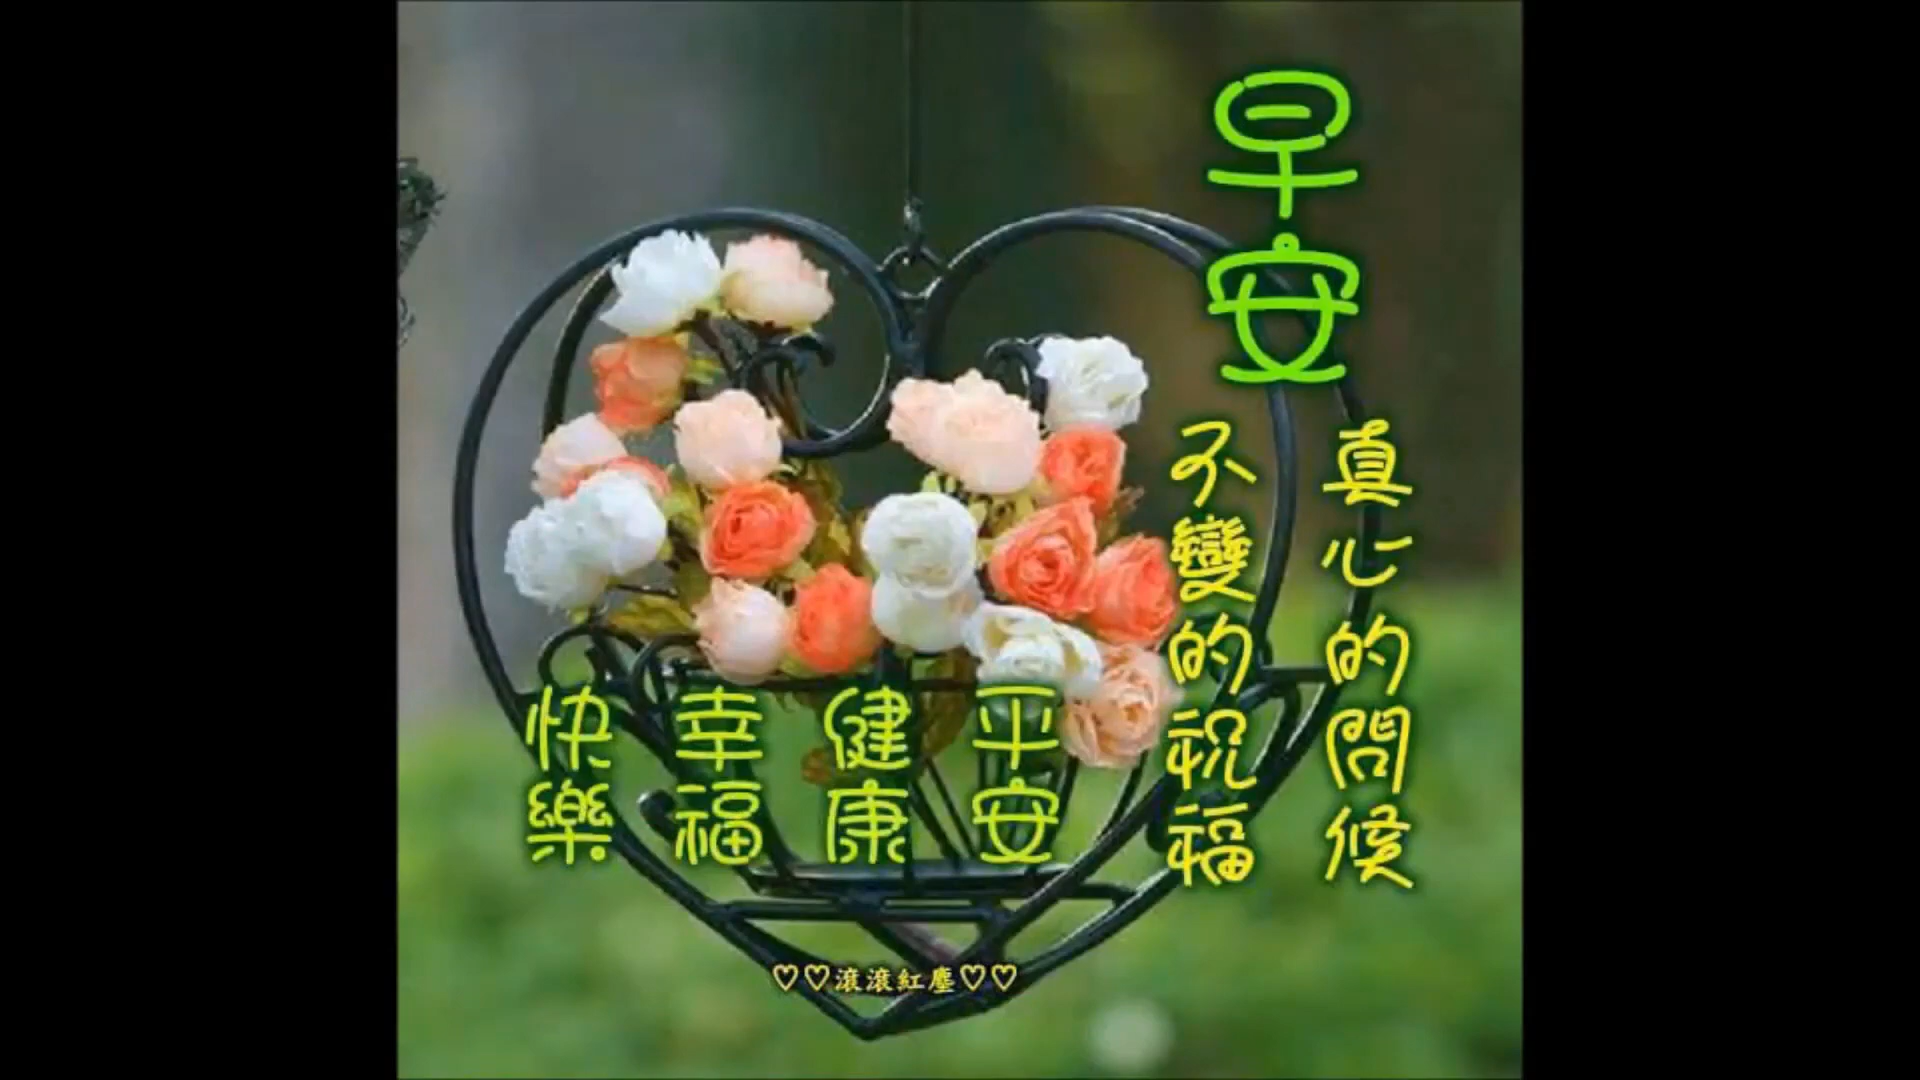 早安
真心的問候
不變的祝福
平安
健康
幸福
快樂
♡♡滾滾紅塵♡♡